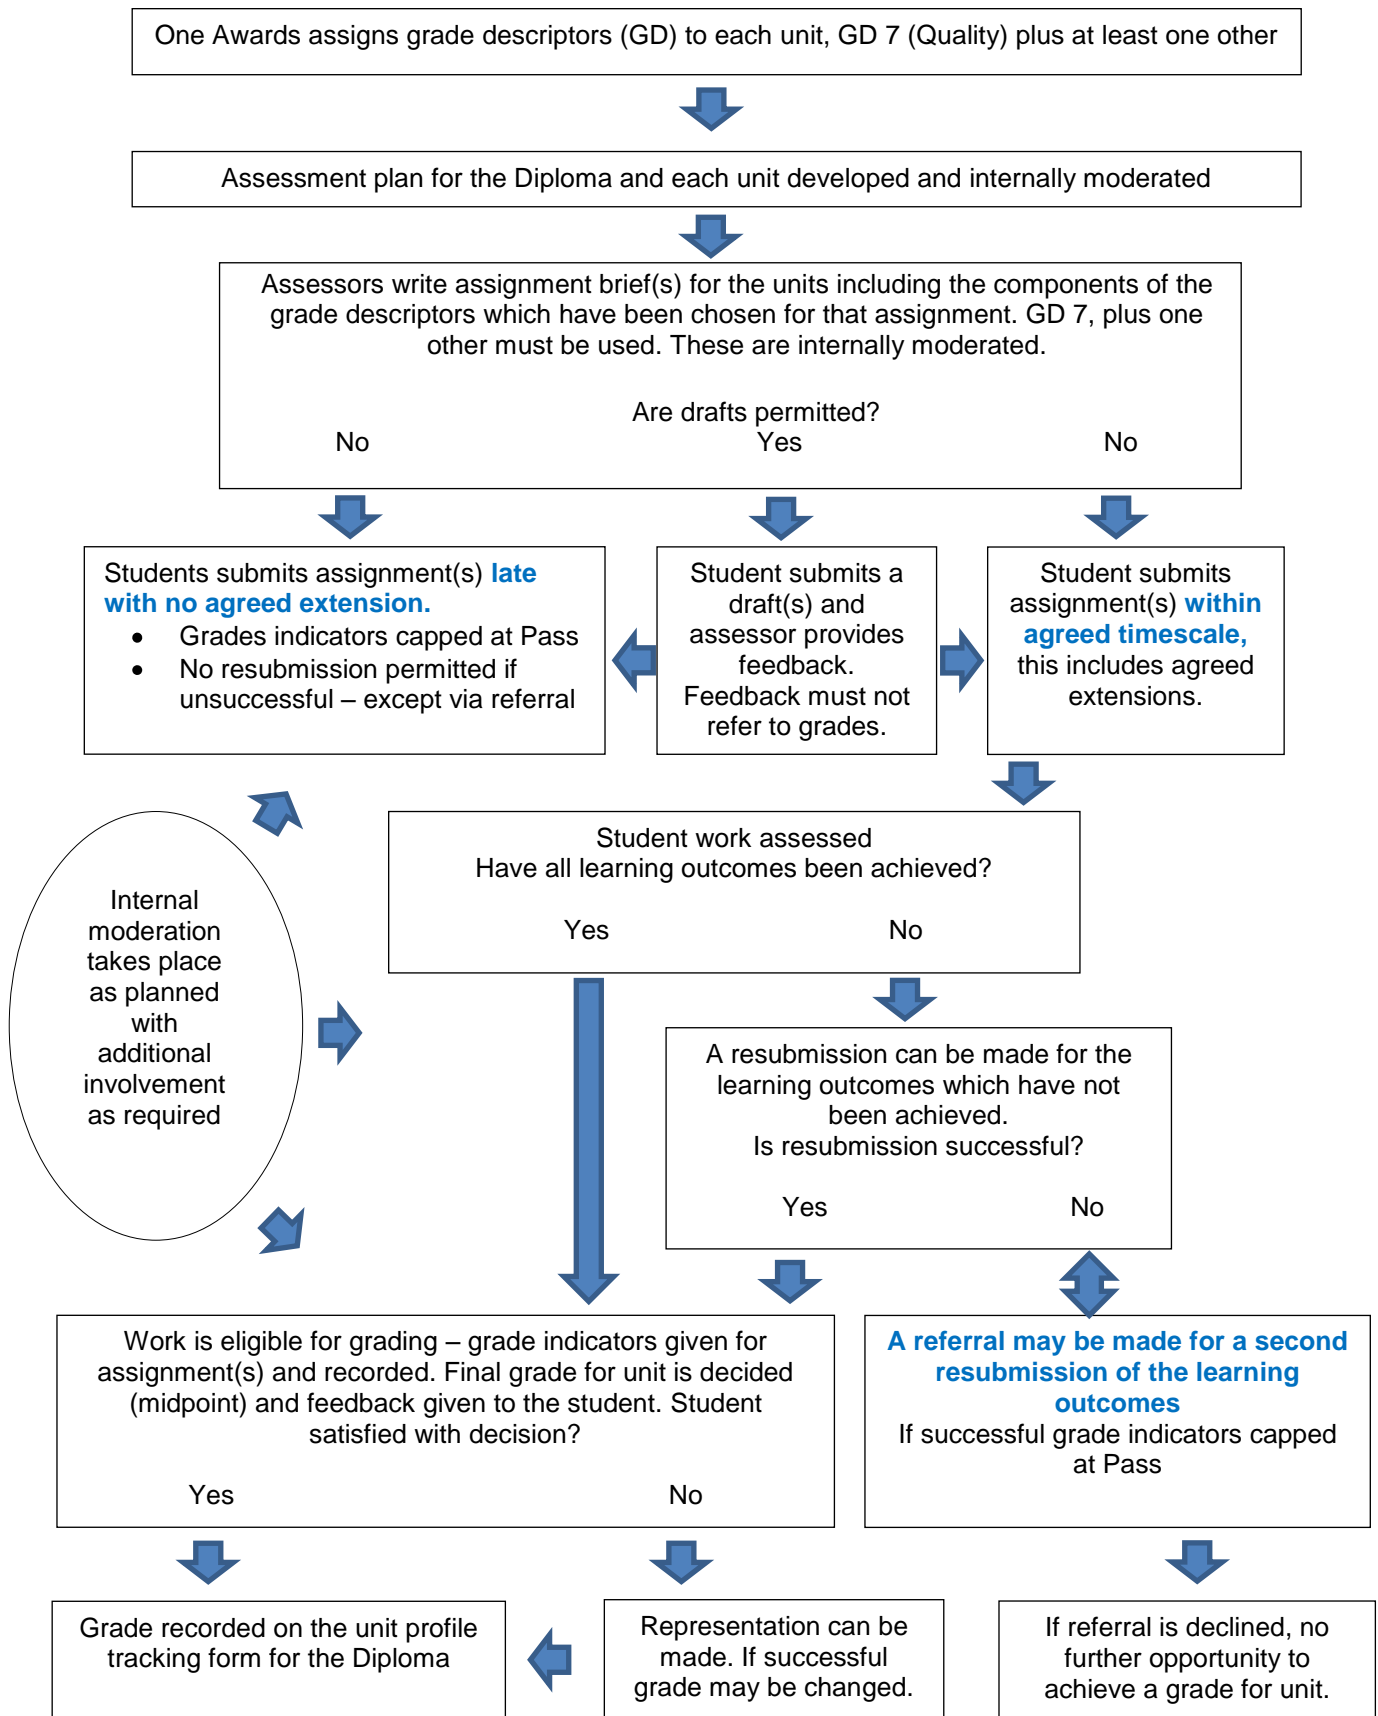 One Awards assigns grade descriptors (GD) to each unit, GD 7 (Quality) plus at least one other
Assessment plan for the Diploma and each unit developed and internally moderated
Assessors write assignment brief(s) for the units including the components of the
grade descriptors which have been chosen for that assignment. GD 7, plus one
other must be used. These are internally moderated.
Are drafts permitted?
No Yes No
Students submits assignment(s) late
with no agreed extension.
• Grades indicators capped at Pass
• No resubmission permitted if
unsuccessful – except via referral
Student submits a
draft(s) and
assessor provides
feedback.
Feedback must not
refer to grades.
Student submits
assignment(s) within
agreed timescale,
this includes agreed
extensions.
Student work assessed
Have all learning outcomes been achieved?
Yes No
Internal
moderation
takes place
as planned
with
additional
involvement
as required
A resubmission can be made for the
learning outcomes which have not
been achieved.
Is resubmission successful?
Yes No
Work is eligible for grading – grade indicators given for
assignment(s) and recorded. Final grade for unit is decided
(midpoint) and feedback given to the student. Student
satisfied with decision?
Yes No
A referral may be made for a second
resubmission of the learning
outcomes
If successful grade indicators capped
at Pass
Grade recorded on the unit profile
tracking form for the Diploma
Representation can be
made. If successful
grade may be changed.
If referral is declined, no
further opportunity to
achieve a grade for unit.